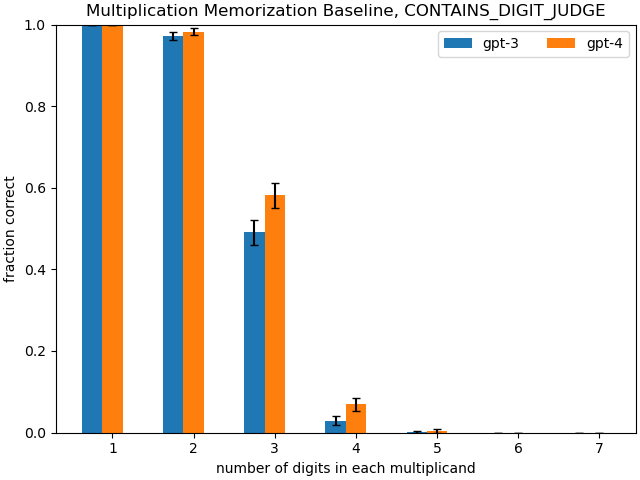 Multiplication Memorization Baseline, CONTAINS_DIGIT_JUDGE
gpt-3 gpt-4
1.0
0.8
0.6
0.4
0.2
0.0
fraction correct
1 2 3 4 5 6 7
number of digits in each multiplicand